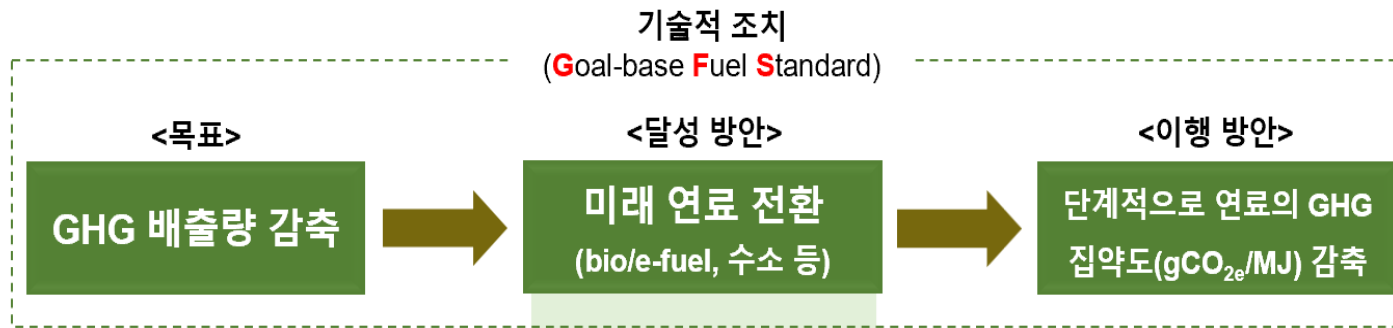 기술적 조치
(Goal-base Fuel Standard)
<목표>
GHG 배출량 감축
<달성 방안>
미래 연료 전환
(bio/e-fuel, 수소 등)
<이행 방안>
단계적으로 연료의 GHG
집약도(gCO2e/MJ) 감축